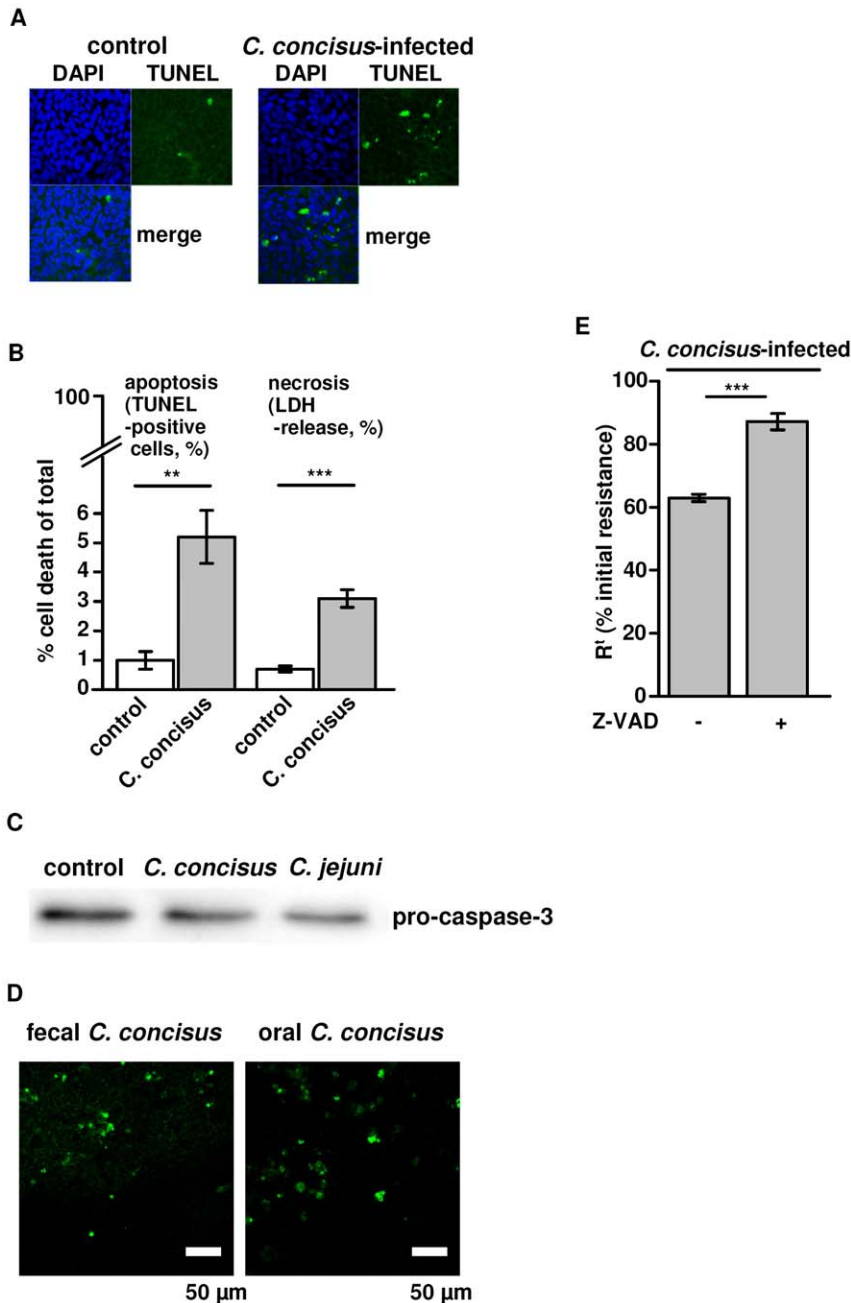 A
control
DAPI TUNEL
merge
C. concisus-infected
DAPI TUNEL
merge
B
% cell death of total
100
6
5
4
3
2
1
0
apoptosis
(TUNEL
-positive
cells, %)
necrosis
(LDH
-release, %)
**
***
control
C. concisus
control
C. concisus
E
C. concisus-infected
***
Rᵗ (% initial resistance)
100
80
60
40
20
0
Z-VAD - +
C
control C. concisus C. jejuni
pro-caspase-3
D
fecal C. concisus
oral C. concisus
50 µm
50 µm